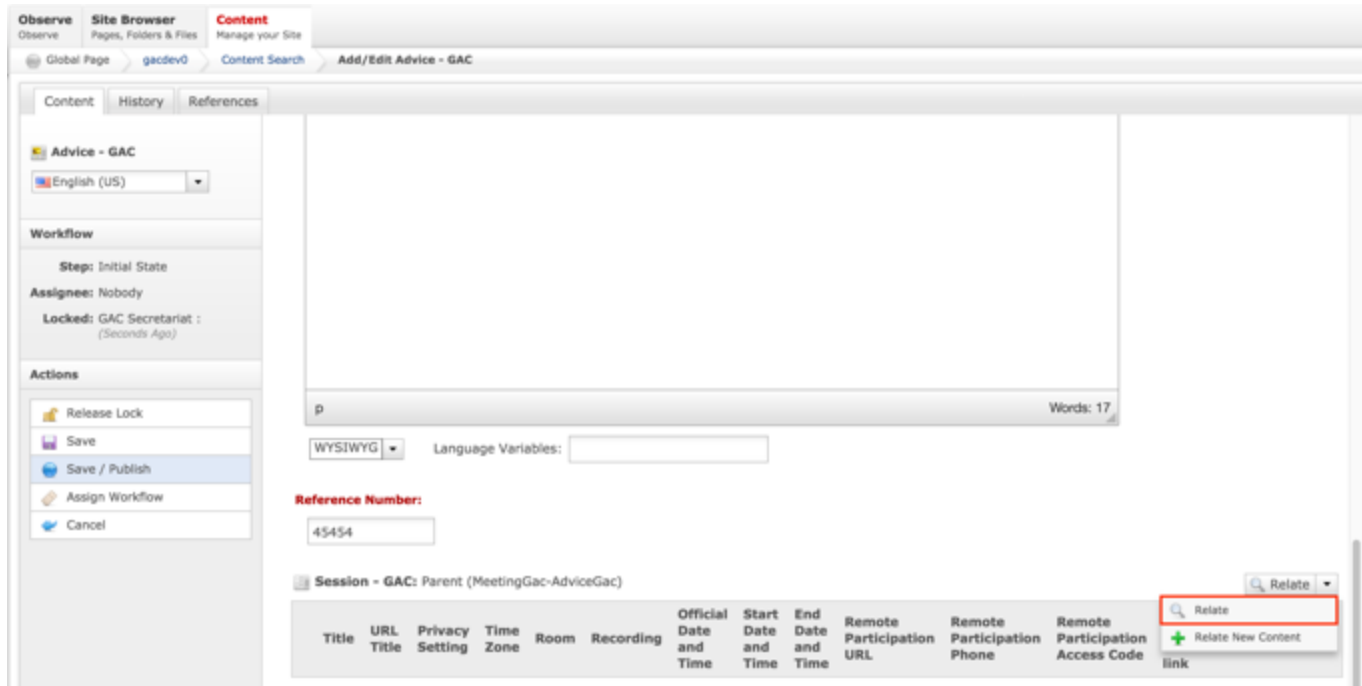 Observe Site Browser Content
Observe Pages, Folders & Files Manage your Site
Global Page gacdev0 Content Search Add/Edit Advice - GAC
Content History References
Advice - GAC
English (US)
Workflow
Step: Initial State
Assignee: Nobody
Locked: GAC Secretariat :
(Seconds Ago)
Actions
Release Lock
Save
Save / Publish
Assign Workflow
Cancel
p Words: 17
WYSIWYG Language Variables:
Reference Number:
45454
Session - GAC: Parent (MeetingGac-AdviceGac) Relate
Relate
Relate New Content
Title
URL Title
Privacy Setting
Time Zone
Room
Recording
Official Date and Time
Start Date and Time
End Date and Time
Remote Participation URL
Remote Participation Phone
Remote Participation Access Code
link